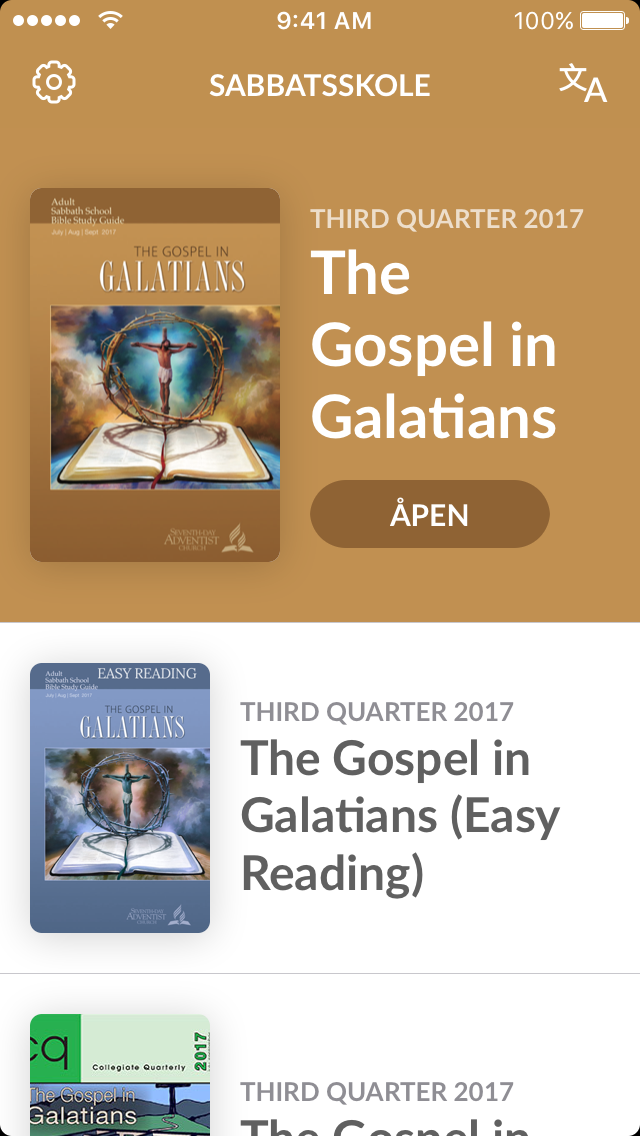 9:41 AM
100%
SABBATSSKOLE
文A
Adult
Sabbath School
Bible Study Guide
July | Aug | Sept 2017
THE GOSPEL IN
GALATIANS
SEVENTH-DAY
ADVENTIST
CHURCH
THIRD QUARTER 2017
The
Gospel in
Galatians
ÅPEN
Adult
Sabbath School
Bible Study Guide
July | Aug | Sept 2017
EASY READING
THE GOSPEL IN
GALATIANS
SEVENTH-DAY
ADVENTIST
CHURCH
THIRD QUARTER 2017
The Gospel in
Galatians (Easy
Reading)
cq
Collegiate Quarterly
2017
The Gospel in
Galatians
THIRD QUARTER 2017
The Gospel in